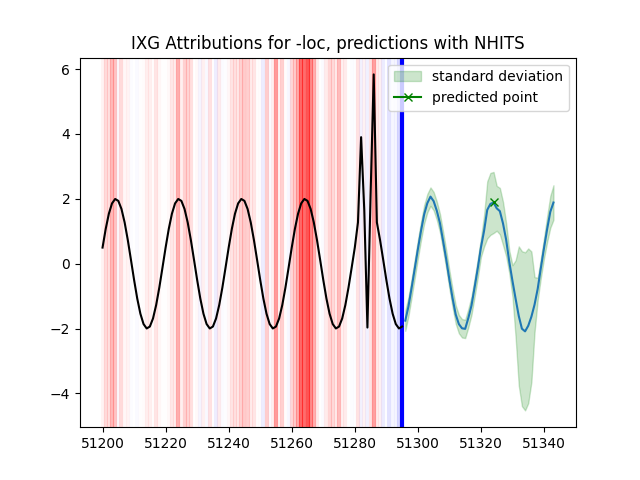 IXG Attributions for -loc, predictions with NHITS
standard deviation
predicted point
6
4
2
0
−2
−4
51200 51220 51240 51260 51280 51300 51320 51340